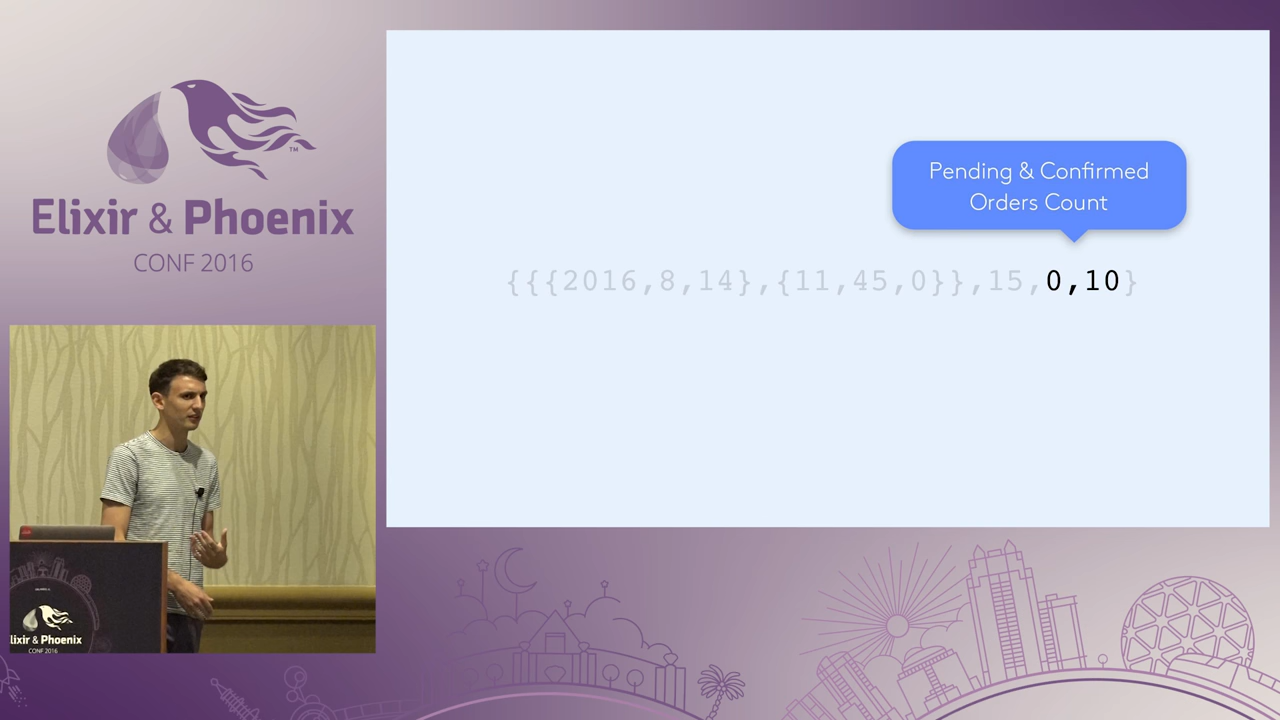 Elixir & Phoenix
TM
CONF 2016
Pending & Confirmed
Orders Count
{{{2016,8,14},{11,45,0}},15,0,10}
lixir & Phoenix
CONF 2016